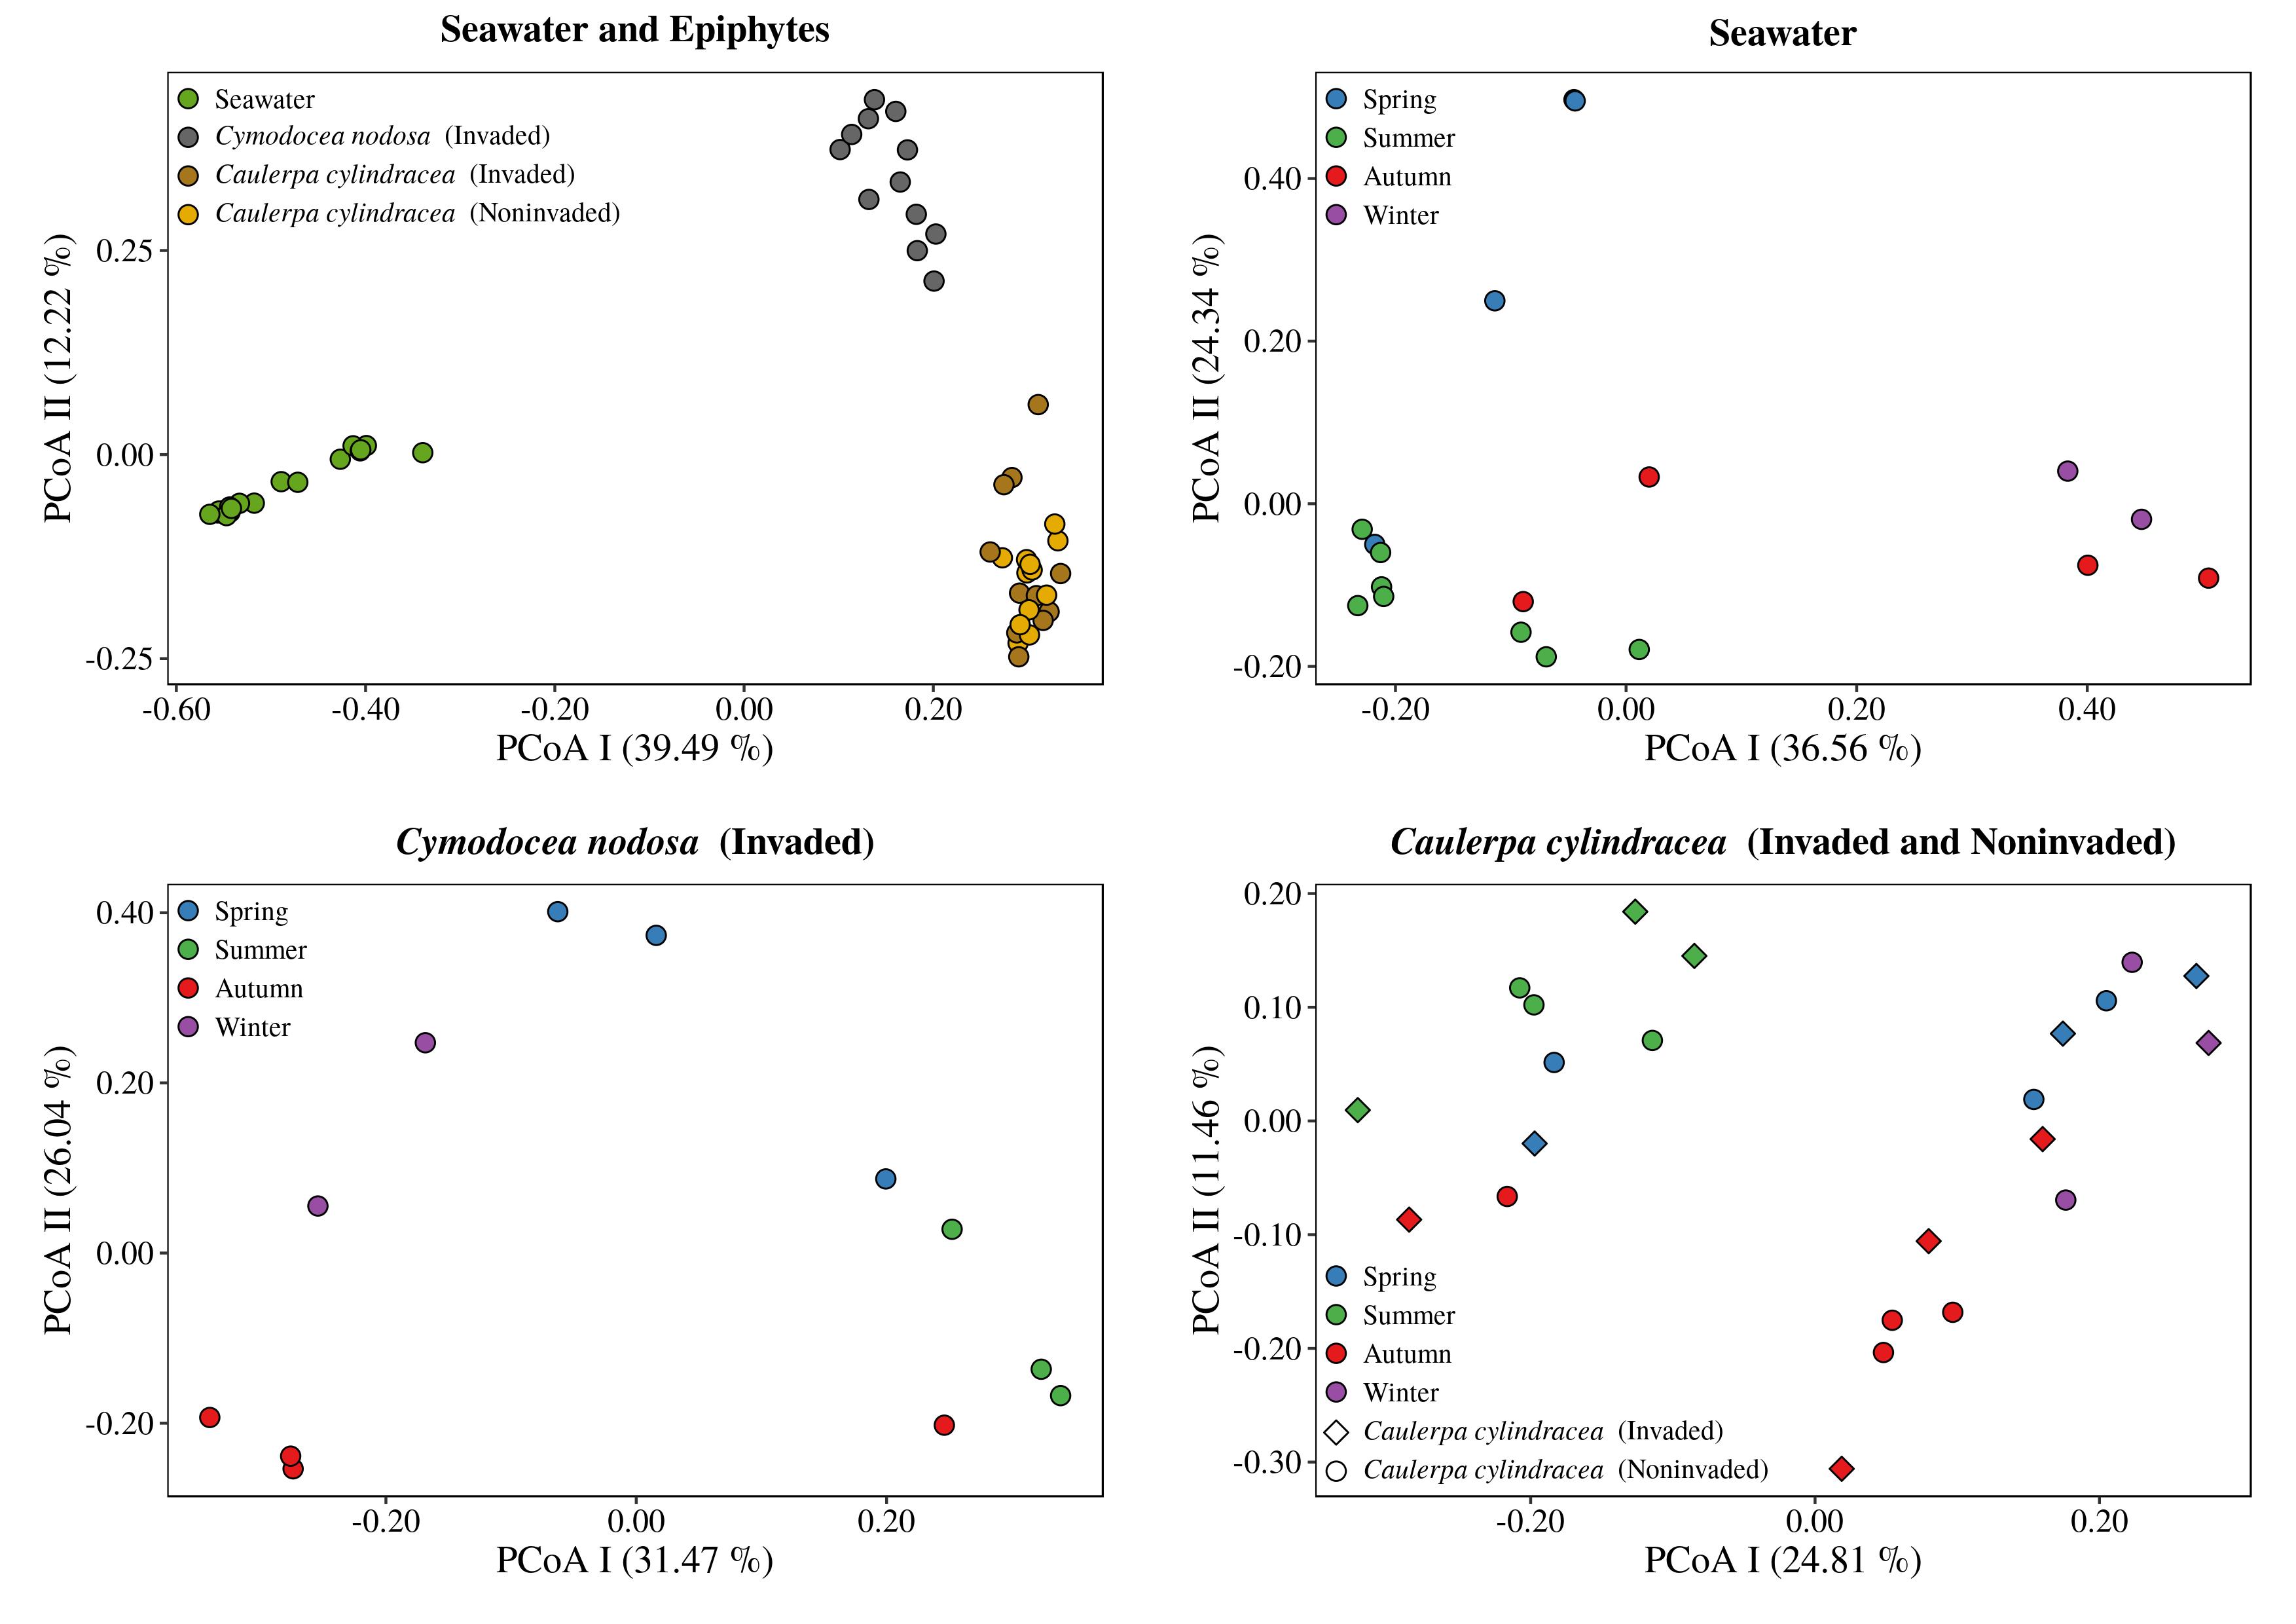 Seawater and Epiphytes
Seawater
Cymodocea nodosa (Invaded)
Caulerpa cylindracea (Invaded)
Caulerpa cylindracea (Noninvaded)
0.25
0.00
-0.25
-0.60
-0.40
-0.20
0.00
0.20
PCoA I (39.49 %)
PCoA II (12.22 %)
Seawater
Spring
Summer
Autumn
Winter
0.40
0.20
0.00
-0.20
-0.20
0.00
0.20
0.40
PCoA I (36.56 %)
PCoA II (24.34 %)
Cymodocea nodosa (Invaded)
Spring
Summer
Autumn
Winter
0.40
0.20
0.00
-0.20
-0.20
0.00
0.20
PCoA I (31.47 %)
PCoA II (26.04 %)
Caulerpa cylindracea (Invaded and Noninvaded)
0.20
0.10
0.00
-0.10
-0.20
-0.30
Spring
Summer
Autumn
Winter
Caulerpa cylindracea (Invaded)
Caulerpa cylindracea (Noninvaded)
-0.20
0.00
0.20
PCoA I (24.81 %)
PCoA II (11.46 %)